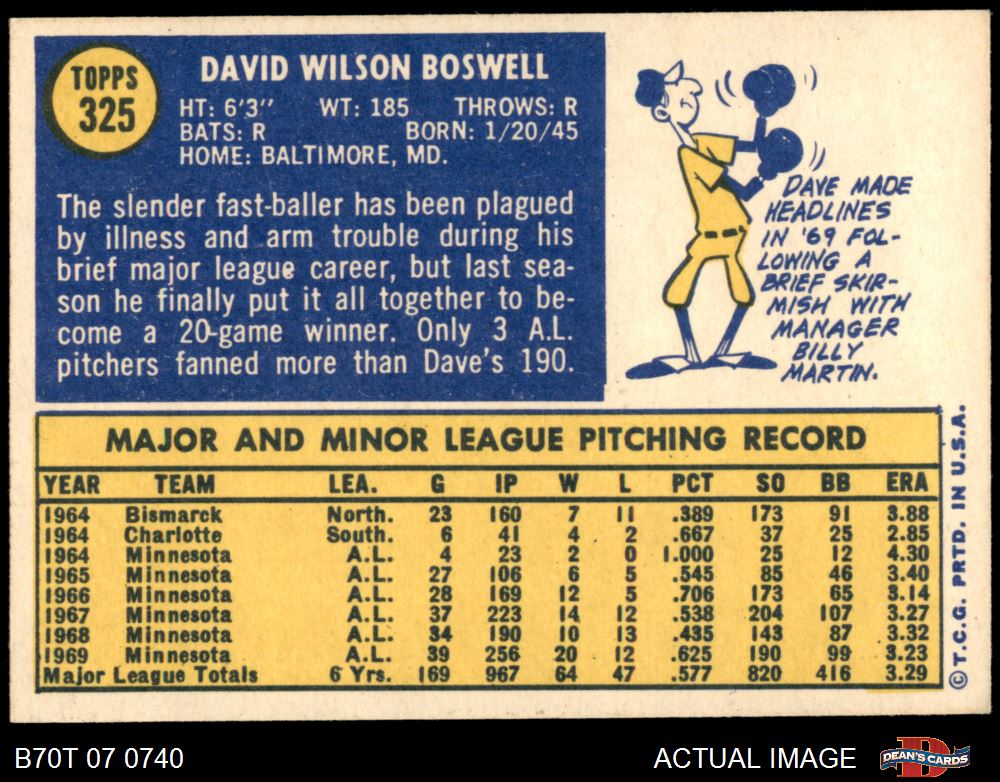 TOPPS
325
DAVID WILSON BOSWELL
HT: 6'3" WT: 185 THROWS: R
BATS: R BORN: 1/20/45
HOME: BALTIMORE, MD.
The slender fast-baller has been plagued
by illness and arm trouble during his
brief major league career, but last sea-
son he finally put it all together to be-
come a 20-game winner. Only 3 A.L.
pitchers fanned more than Dave's 190.
DAVE MADE
HEADLINES
IN '69 FOL-
LOWING A
BRIEF SKIR-
MISH WITH
MANAGER
BILLY
MARTIN.
MAJOR AND MINOR LEAGUE PITCHING RECORD
YEAR TEAM LEA. G IP W L PCT SO BB ERA
1964 Bismarck North. 23 160 7 11 .389 173 91 3.88
1964 Charlotte South. 6 41 4 2 .667 37 25 2.85
1964 Minnesota A.L. 4 23 2 0 1.000 25 12 4.30
1965 Minnesota A.L. 27 106 6 5 .545 85 46 3.40
1966 Minnesota A.L. 28 169 12 5 .706 173 65 3.14
1967 Minnesota A.L. 37 223 14 12 .538 204 107 3.27
1968 Minnesota A.L. 34 190 10 13 .435 143 87 3.32
1969 Minnesota A.L. 39 256 20 12 .625 190 99 3.23
Major League Totals 6 Yrs. 169 967 64 47 .577 820 416 3.29
© T.C.G. PRTD. IN U.S.A.
B70T 07 0740
ACTUAL IMAGE
DEAN'S CARDS